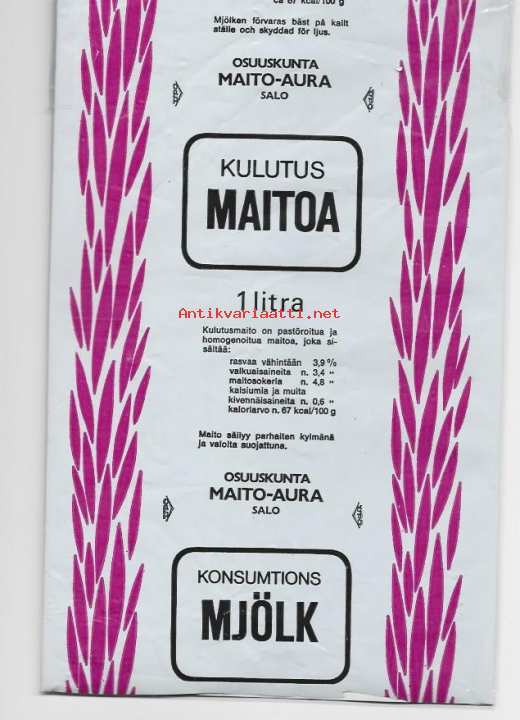 ca 67 kcal/100 g
Mjölken förvaras bäst på kallt
ställe och skyddad för ljus.
OSUUSKUNTA
MAITO-AURA
SALO
KULUTUS
MAITOA
1 litra
Antikvariaatti.net
Kulutusmaito on pastöroitua ja
homogenoitua maitoa, joka si-
sältää:
rasvaa vähintään 3,9 %
valkuaisaineita n. 3,4 "
maitosokeria n. 4,8 "
kalsiumia ja muita
kivennäisaineita n. 0,6 "
kaloriarvo n. 67 kcal/100 g
Maito säilyy parhaiten kylmänä
ja valolta suojattuna.
OSUUSKUNTA
MAITO-AURA
SALO
KONSUMTIONS
MJÖLK